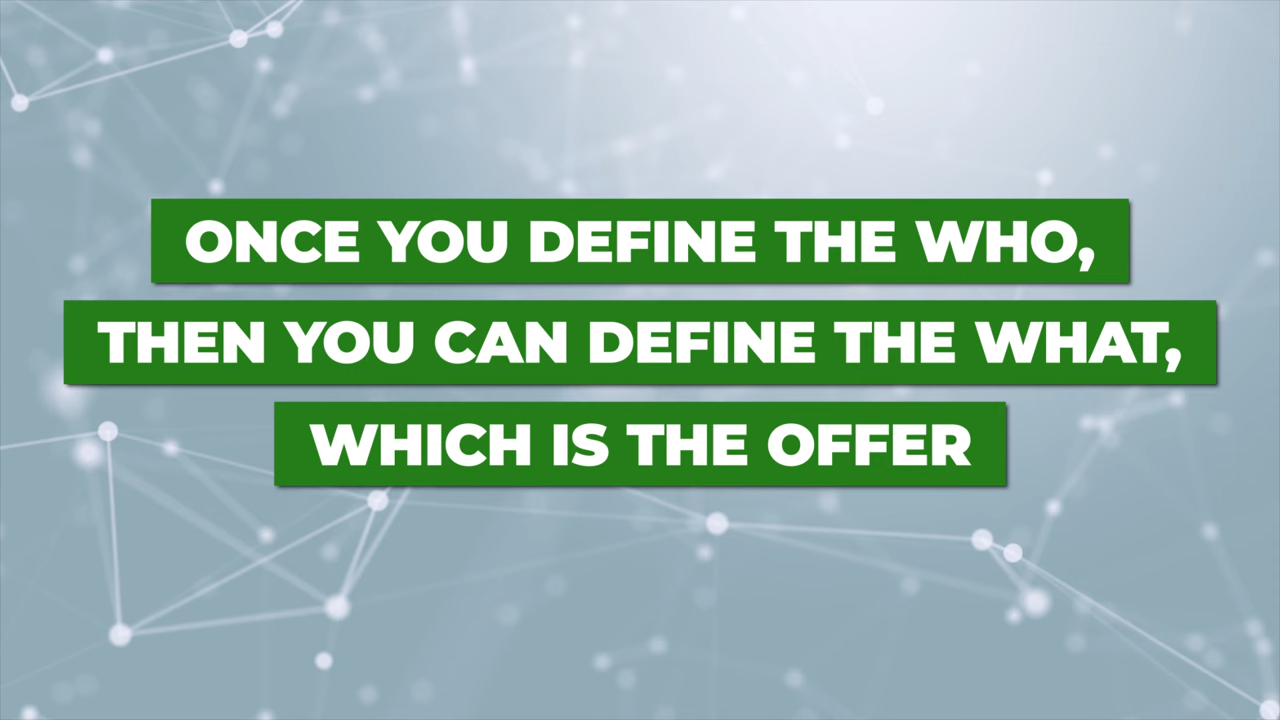 ONCE YOU DEFINE THE WHO,
THEN YOU CAN DEFINE THE WHAT,
WHICH IS THE OFFER